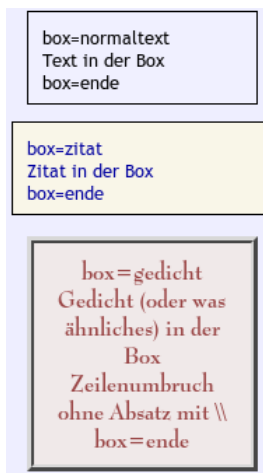 box=normaltext
Text in der Box
box=ende
box=zitat
Zitat in der Box
box=ende
box=gedicht
Gedicht (oder was
ähnliches) in der
Box
Zeilenumbruch
ohne Absatz mit \\
box=ende